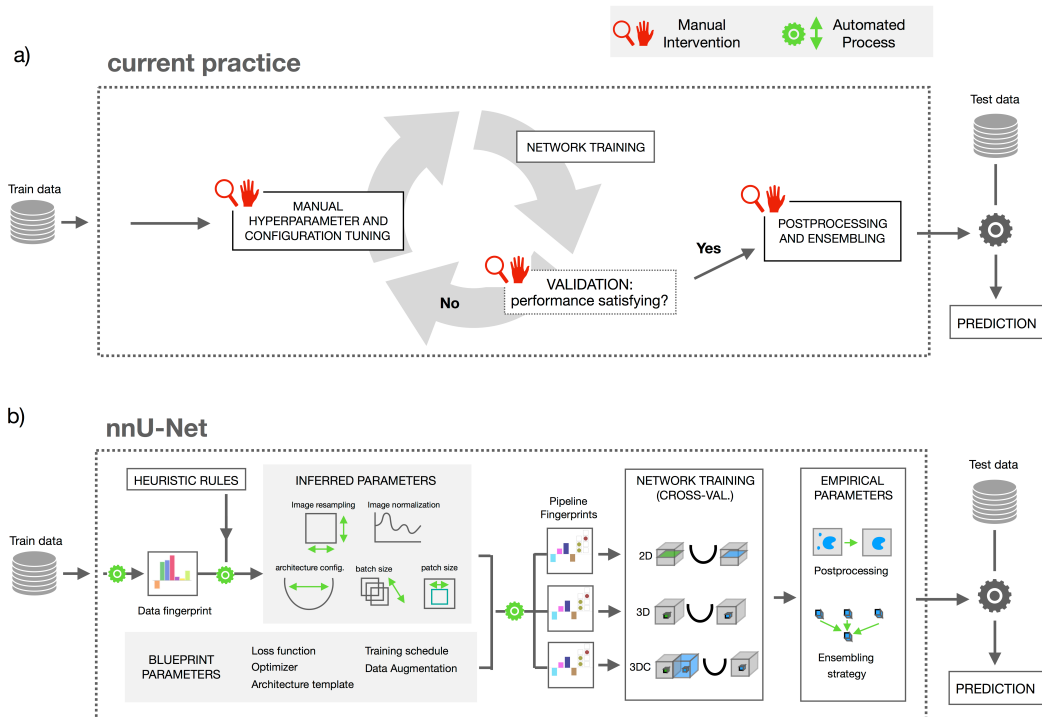 Manual
Intervention
Automated
Process
a)
current practice
Test data
NETWORK TRAINING
Train data
MANUAL
HYPERPARAMETER AND
CONFIGURATION TUNING
POSTPROCESSING
AND ENSEMBLING
Yes
VALIDATION:
performance satisfying?
No
PREDICTION
b)
nnU-Net
HEURISTIC RULES
INFERRED PARAMETERS
Image resampling
Image normalization
architecture config.
batch size
patch size
Train data
Data fingerprint
BLUEPRINT
PARAMETERS
Loss function
Optimizer
Architecture template
Training schedule
Data Augmentation
Pipeline
Fingerprints
NETWORK TRAINING
(CROSS-VAL.)
2D
3D
3DC
EMPIRICAL
PARAMETERS
Postprocessing
Ensembling
strategy
Test data
PREDICTION